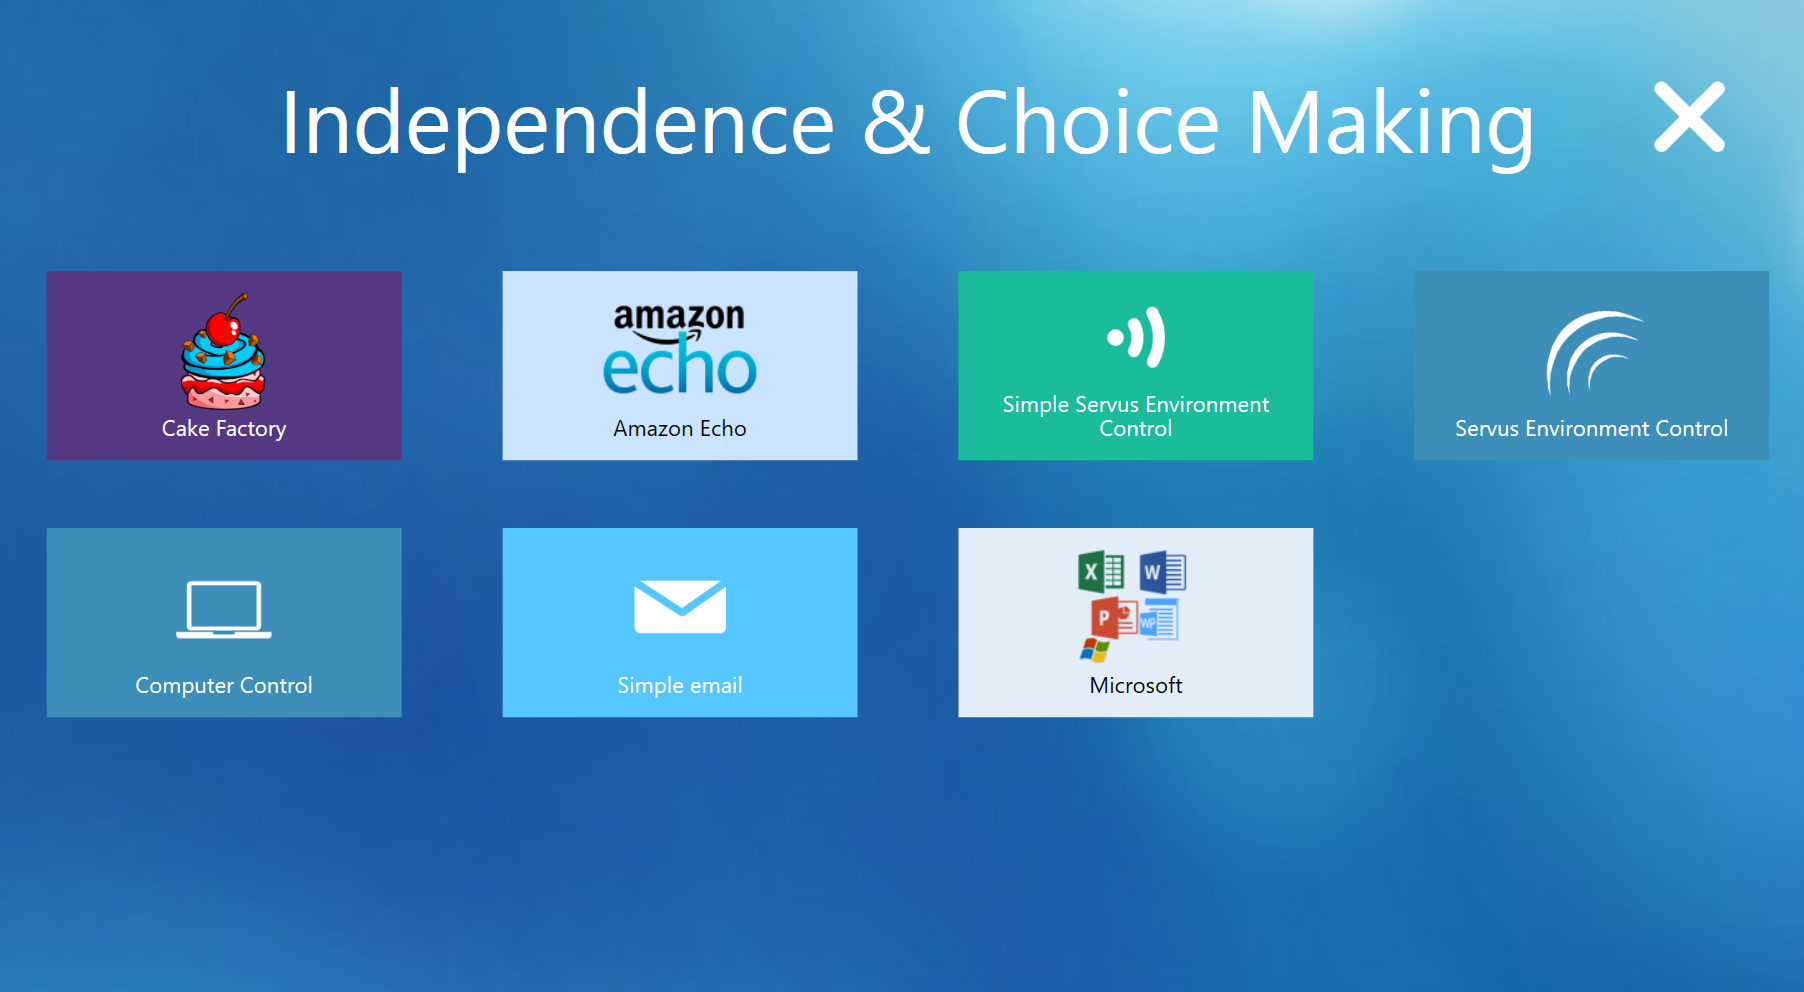 Independence & Choice Making
Cake Factory
amazon
echo
Amazon Echo
Simple Servus Environment
Control
Servus Environment Control
Computer Control
Simple email
X
W
P
WP
Microsoft